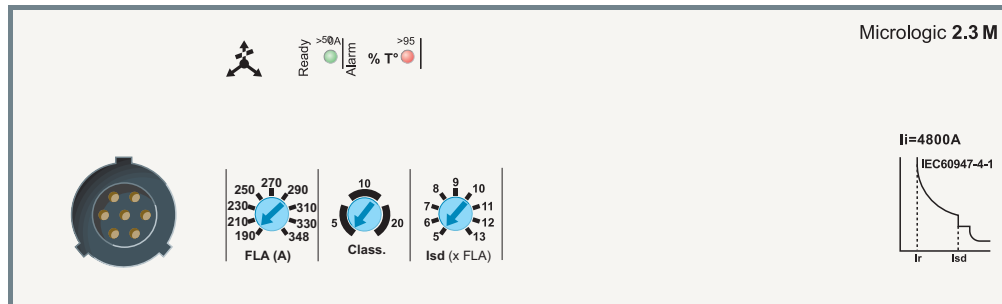 Micrologic 2.3 M
Ready
>50A
Alarm
% T°
>95
Ii=4800A
IEC60947-4-1
Ir Isd
190
210
230
250
270
290
310
330
348
FLA (A)
5
10
20
Class.
5
6
7
8
9
10
11
12
13
Isd (x FLA)